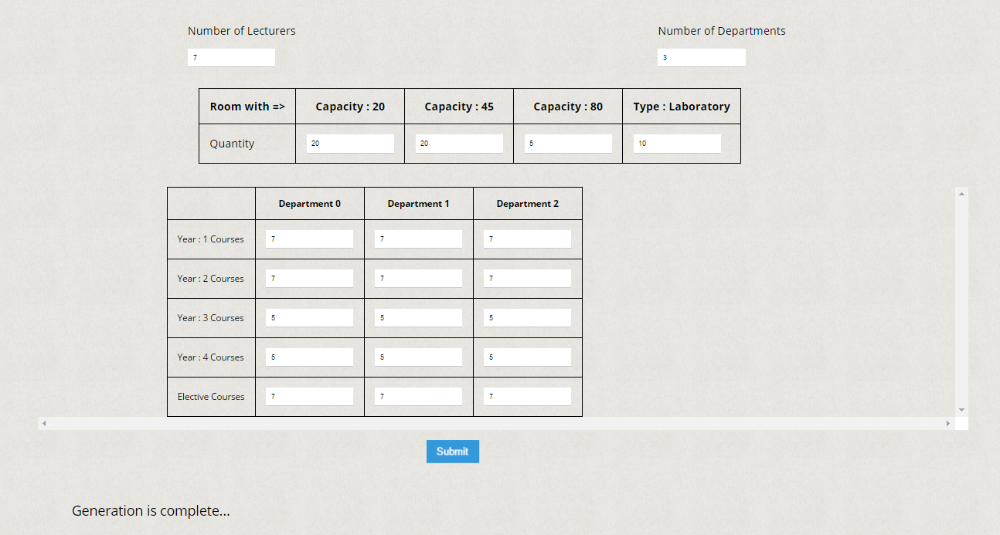 Number of Lecturers Number of Departments
7 3
Room with => Capacity : 20 Capacity : 45 Capacity : 80 Type : Laboratory
Quantity 20 20 5 10
Department 0 Department 1 Department 2
Year : 1 Courses 7 7 7
Year : 2 Courses 7 7 7
Year : 3 Courses 5 5 5
Year : 4 Courses 5 5 5
Elective Courses 7 7 7
Submit
Generation is complete...